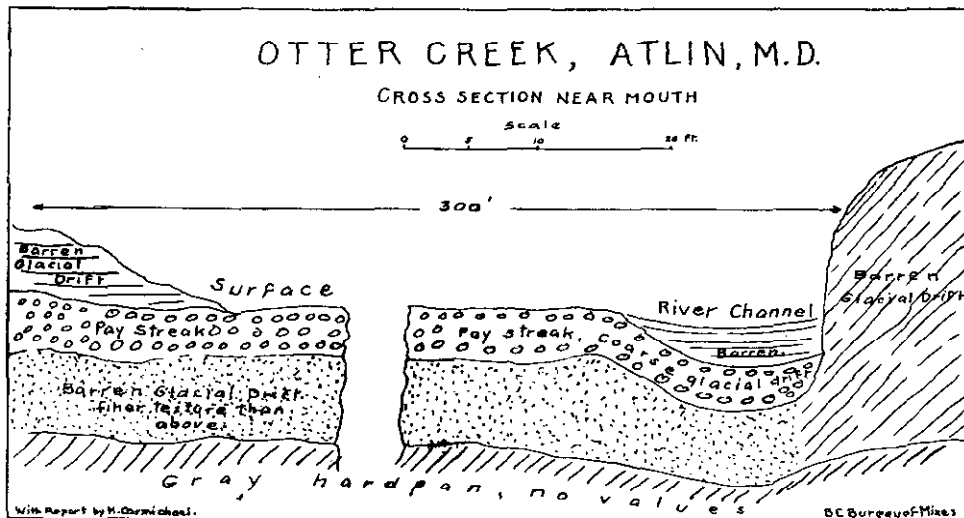 OTTER CREEK, ATLIN, M.D.
CROSS SECTION NEAR MOUTH
Scale
0 5 10 20 ft.
300'
Barren
Glacial
Drift
Surface
Pay Streak
Barren Glacial Drift
finer texture than
above.
River Channel
Barren
Pay Streak, Coarse glacial drift
Barren
Glacial Drift
Gray hardpan, no values
With Report by H. Carmichael.
B C Bureau of Mines